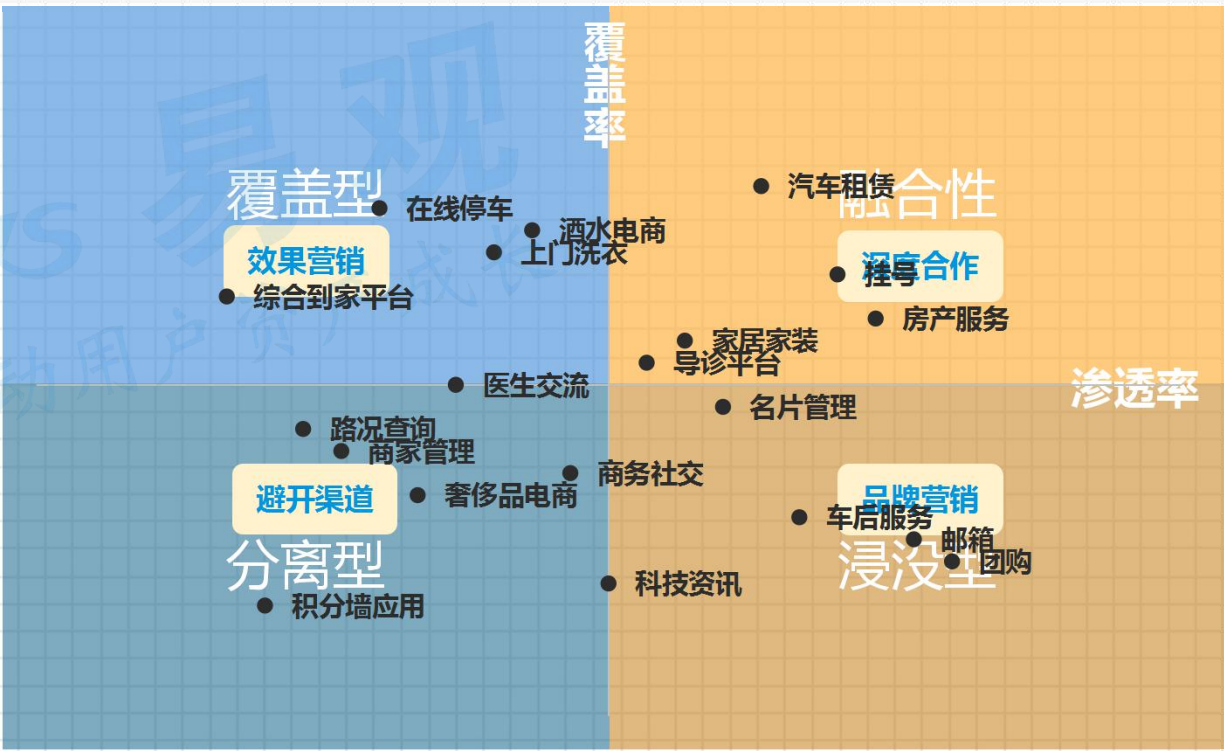 覆盖率
汽车租赁
覆盖型
融合性
在线停车
酒水电商
上门洗衣
效果营销
深度合作
挂号
综合到家平台
房产服务
家居家装
导诊平台
医生交流
渗透率
名片管理
路况查询
商家管理
商务社交
避开渠道
奢侈品电商
品牌营销
车后服务
邮箱
分离型
浸没型
团购
科技资讯
积分墙应用
易观